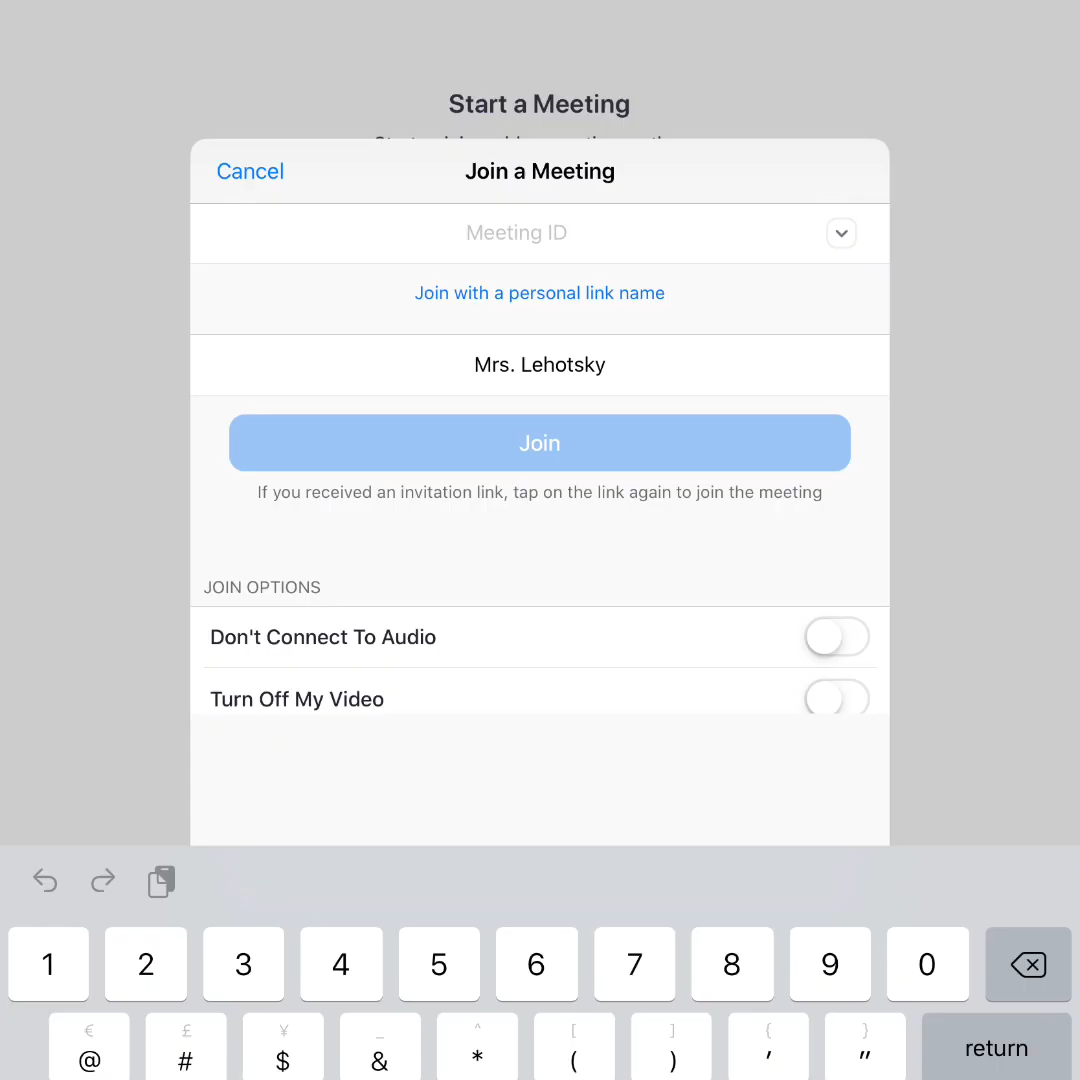 Start a Meeting
Cancel
Join a Meeting
Meeting ID
Join with a personal link name
Mrs. Lehotsky
Join
If you received an invitation link, tap on the link again to join the meeting
JOIN OPTIONS
Don't Connect To Audio
Turn Off My Video
1 2 3 4 5 6 7 8 9 0
€ £ ¥ _ ^ [ ] { }
@ # $ & * ( ) ' "
return